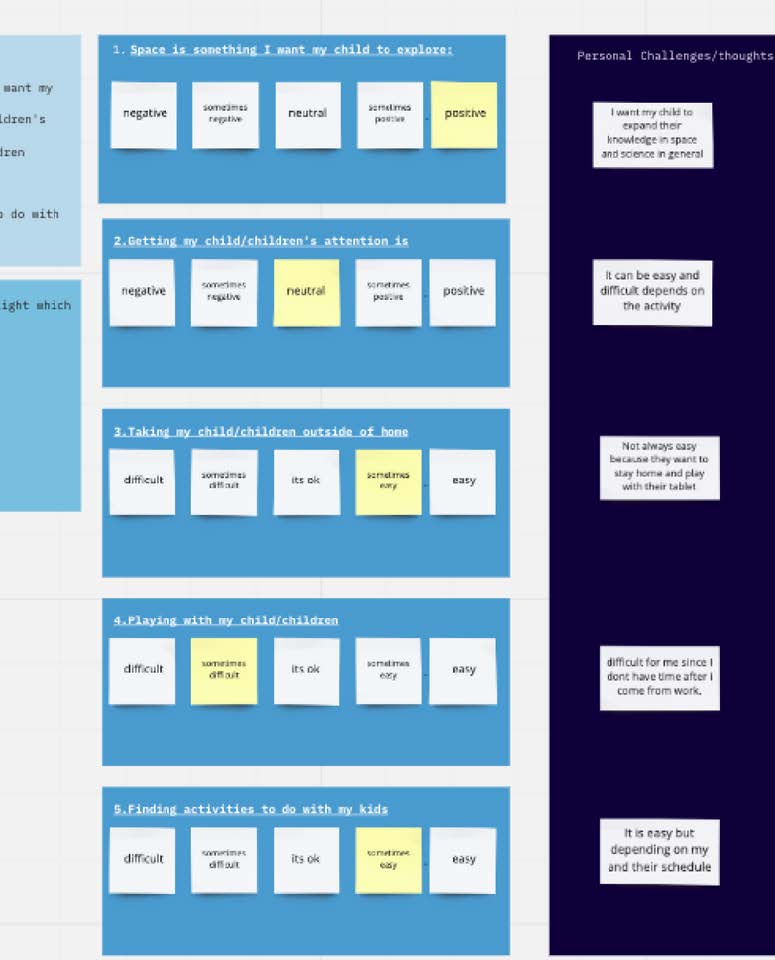 want my
ldren's
ldren
o do with
ight which
1. Space is something I want my child to explore:
negative
sometimes
negative
neutral
sometimes
positive
positive
2.Getting my child/children's attention is
negative
sometimes
negative
neutral
sometimes
positive
positive
3.Taking my child/children outside of home
difficult
sometimes
difficult
its ok
sometimes
easy
easy
4.Playing with my child/children
difficult
sometimes
difficult
its ok
sometimes
easy
easy
5.Finding activities to do with my kids
difficult
sometimes
difficult
its ok
sometimes
easy
easy
Personal Challenges/thoughts
I want my child to
expand their
knowledge in space
and science in general
It can be easy and
difficult depends on
the activity
Not always easy
because they want to
stay home and play
with their tablet
difficult for me since I
dont have time after i
come from work.
It is easy but
depending on my
and their schedule